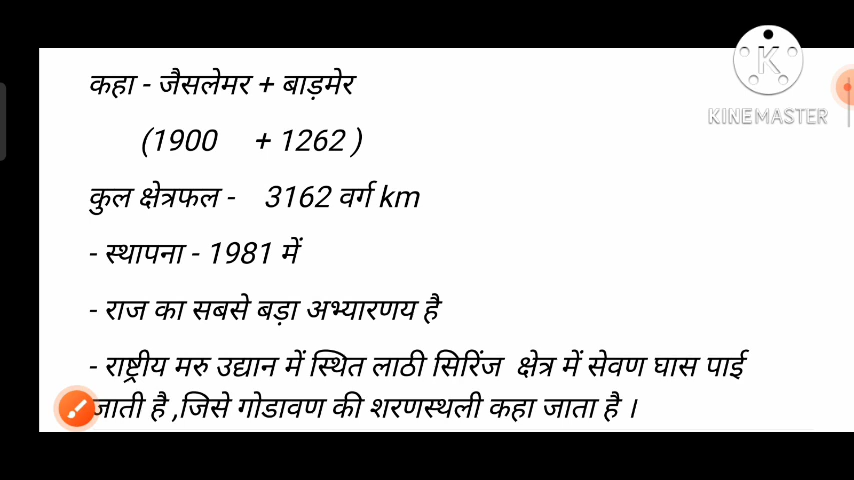 कहा - जैसलेमर + बाड़मेर
(1900 + 1262 )
कुल क्षेत्रफल - 3162 वर्ग km
- स्थापना - 1981 में
- राज का सबसे बड़ा अभ्यारणय है
- राष्ट्रीय मरु उद्यान में स्थित लाठी सिरिंज क्षेत्र में सेवण घास पाई
जाती है ,जिसे गोडावण की शरणस्थली कहा जाता है ।
K
KINEMASTER